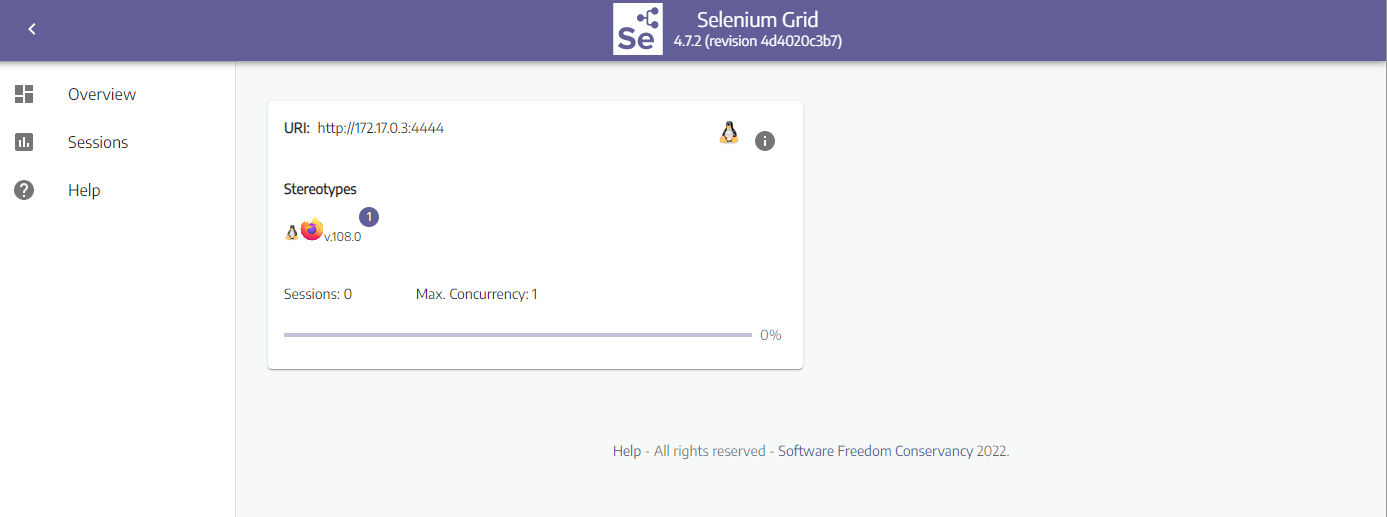 Se
Selenium Grid
4.7.2 (revision 4d4020c3b7)
Overview
Sessions
Help
URI: http://172.17.0.3:4444
Stereotypes
1
v.108.0
Sessions: 0 Max. Concurrency: 1
0%
Help - All rights reserved - Software Freedom Conservancy 2022.